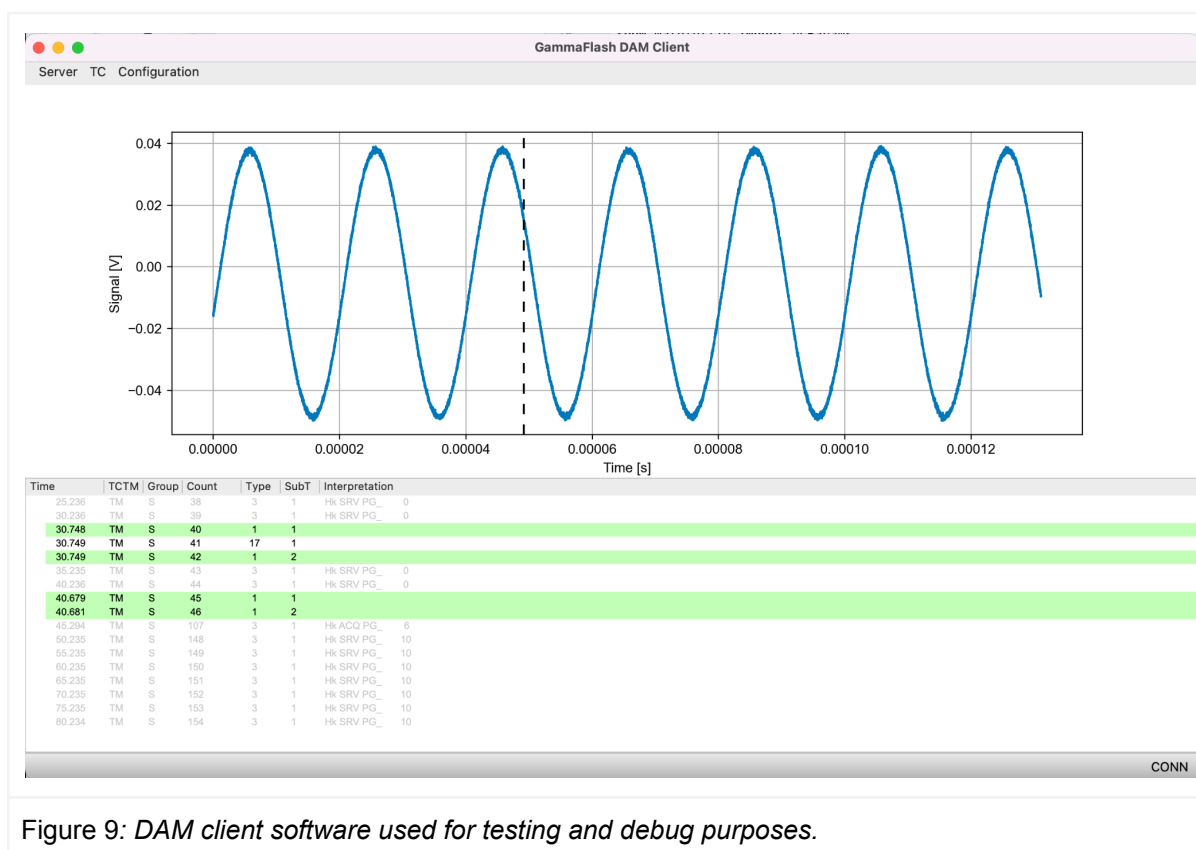 GammaFlash DAM Client
Server TC Configuration
0.04
0.02
0.00
−0.02
−0.04
Signal [V]
0.00000 0.00002 0.00004 0.00006 0.00008 0.00010 0.00012
Time [s]
Time TCTM Group Count Type SubT Interpretation
25.236 TM S 38 3 1 Hk SRV PG_ 0
30.236 TM S 39 3 1 Hk SRV PG_ 0
30.748 TM S 40 1 1
30.749 TM S 41 17 1
30.749 TM S 42 1 2
35.235 TM S 43 3 1 Hk SRV PG_ 0
40.236 TM S 44 3 1 Hk SRV PG_ 0
40.679 TM S 45 1 1
40.681 TM S 46 1 2
45.294 TM S 107 3 1 Hk ACQ PG_ 6
50.235 TM S 148 3 1 Hk SRV PG_ 10
55.235 TM S 149 3 1 Hk SRV PG_ 10
60.235 TM S 150 3 1 Hk SRV PG_ 10
65.235 TM S 151 3 1 Hk SRV PG_ 10
70.235 TM S 152 3 1 Hk SRV PG_ 10
75.235 TM S 153 3 1 Hk SRV PG_ 10
80.234 TM S 154 3 1 Hk SRV PG_ 10
CONN
Figure 9: DAM client software used for testing and debug purposes.